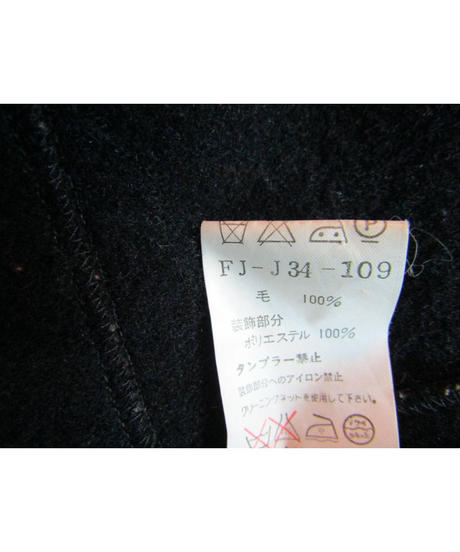 FJ-J34-109
毛 100%
装飾部分
ポリエステル 100%
タンブラー禁止
装飾部分へのアイロン禁止
クリーニングネットを使用して下さい。